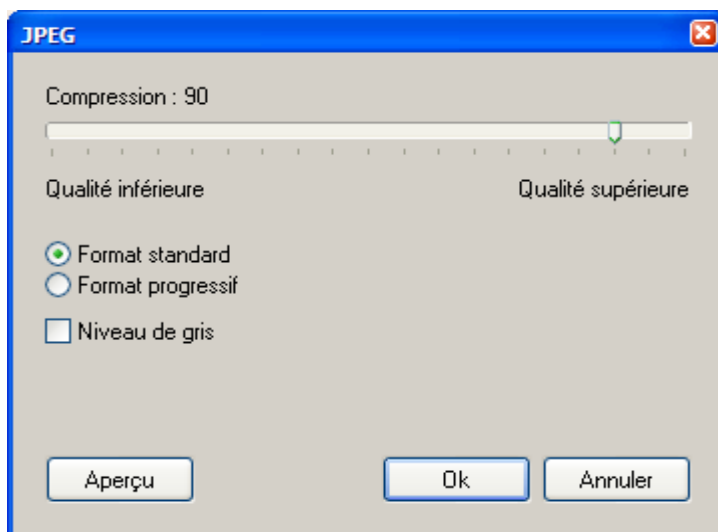 JPEG
Compression : 90
Qualité inférieure
Qualité supérieure
Format standard
Format progressif
Niveau de gris
Aperçu
Ok
Annuler